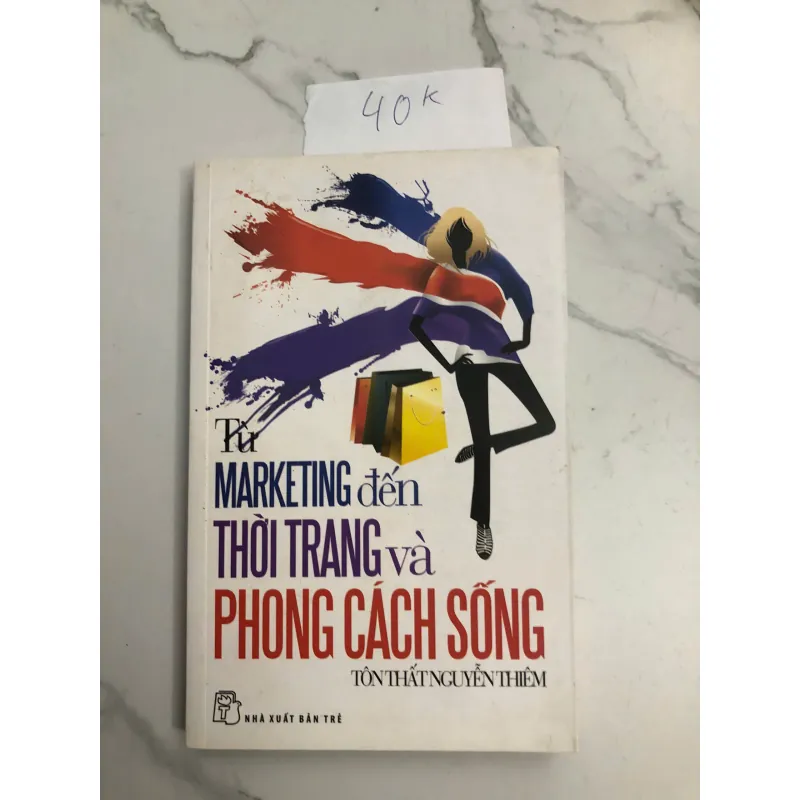 40K
Từ
MARKETING đến
THỜI TRANG và
PHONG CÁCH SỐNG
TÔN THẤT NGUYỄN THIÊM
T
NHÀ XUẤT BẢN TRẺ